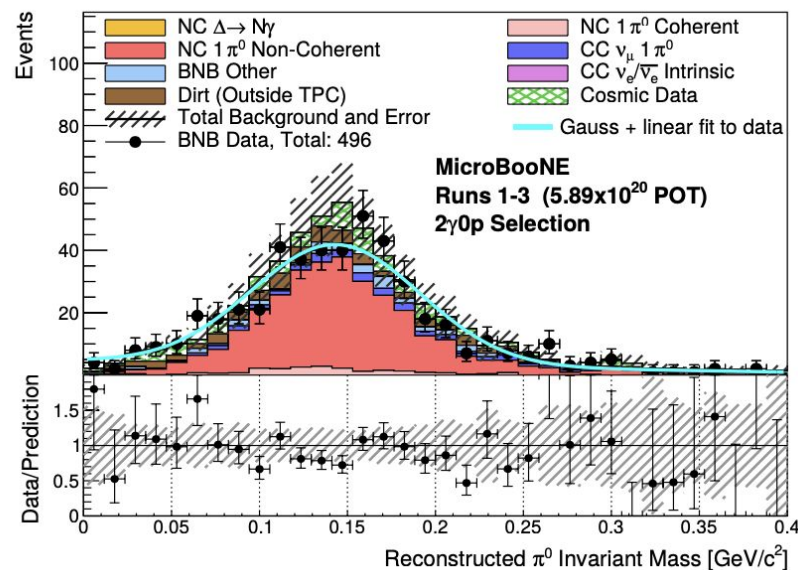 Events
NC Δ→ Nγ
NC 1π⁰ Non-Coherent
BNB Other
Dirt (Outside TPC)
Total Background and Error
BNB Data, Total: 496
NC 1π⁰ Coherent
CC νμ 1π⁰
CC νe/ν̅e Intrinsic
Cosmic Data
Gauss + linear fit to data
MicroBooNE
Runs 1-3 (5.89x10²⁰ POT)
2γ0p Selection
100
80
60
40
20
Data/Prediction
1.5
1
0.5
0
0 0.05 0.1 0.15 0.2 0.25 0.3 0.35 0.4
Reconstructed π⁰ Invariant Mass [GeV/c²]